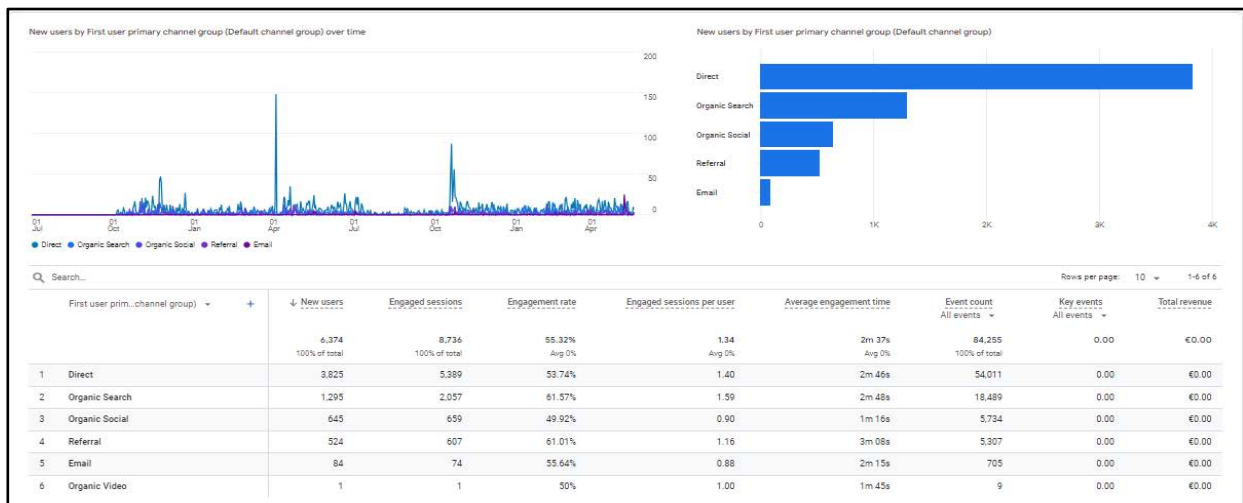 New users by First user primary channel group (Default channel group) over time
200
150
100
50
0
01 Jul
01 Oct
01 Jan
01 Apr
01 Jul
01 Oct
01 Jan
01 Apr
Direct Organic Search Organic Social Referral Email
New users by First user primary channel group (Default channel group)
Direct
Organic Search
Organic Social
Referral
Email
0 1K 2K 3K 4K
Search... Rows per page: 10 1-6 of 6
First user prim...channel group) + ↓ New users Engaged sessions Engagement rate Engaged sessions per user Average engagement time Event count Key events Total revenue
All events All events
6,374 8,736 55.32% 1.34 2m 37s 84,255 0.00 €0.00
100% of total 100% of total Avg 0% Avg 0% Avg 0% 100% of total
1 Direct 3,825 5,389 53.74% 1.40 2m 46s 54,011 0.00 €0.00
2 Organic Search 1,295 2,057 61.57% 1.59 2m 48s 18,489 0.00 €0.00
3 Organic Social 645 659 49.92% 0.90 1m 16s 5,734 0.00 €0.00
4 Referral 524 607 61.01% 1.16 3m 08s 5,307 0.00 €0.00
5 Email 84 74 55.64% 0.88 2m 15s 705 0.00 €0.00
6 Organic Video 1 1 50% 1.00 1m 45s 9 0.00 €0.00